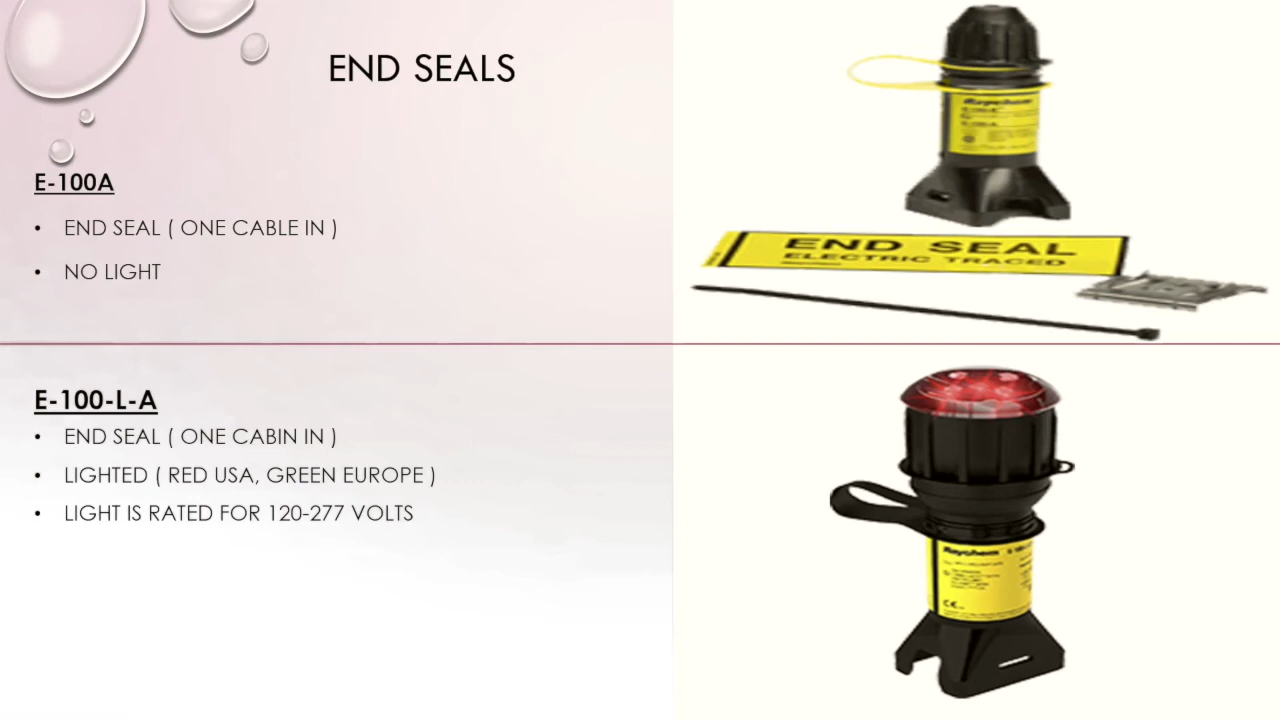 END SEALS
E-100A
• END SEAL ( ONE CABLE IN )
• NO LIGHT
Raychem
END SEAL
ELECTRIC TRACED
E-100-L-A
• END SEAL ( ONE CABIN IN )
• LIGHTED ( RED USA, GREEN EUROPE )
• LIGHT IS RATED FOR 120-277 VOLTS
Raychem
CE